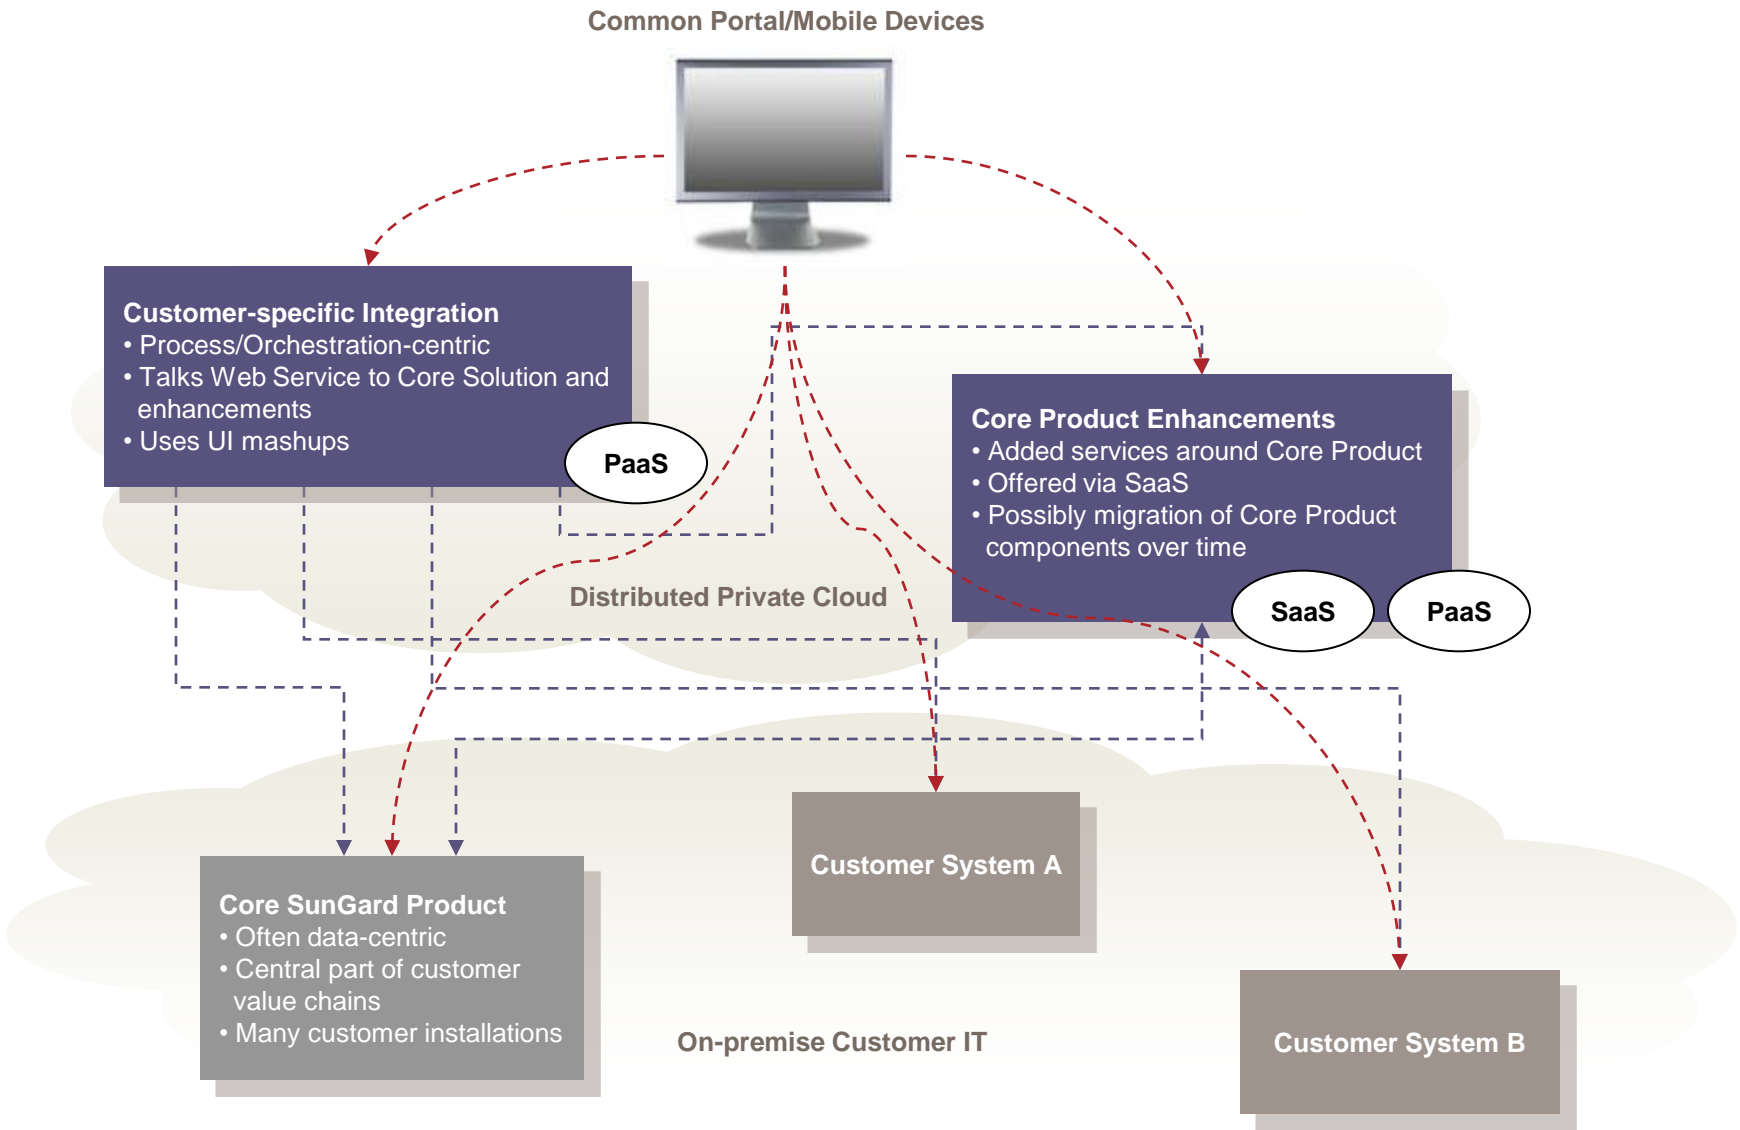 Common Portal/Mobile Devices
Customer-specific Integration
• Process/Orchestration-centric
• Talks Web Service to Core Solution and
enhancements
• Uses UI mashups
PaaS
Core Product Enhancements
• Added services around Core Product
• Offered via SaaS
• Possibly migration of Core Product
components over time
SaaS
PaaS
Distributed Private Cloud
Customer System A
Core SunGard Product
• Often data-centric
• Central part of customer
value chains
• Many customer installations
On-premise Customer IT
Customer System B